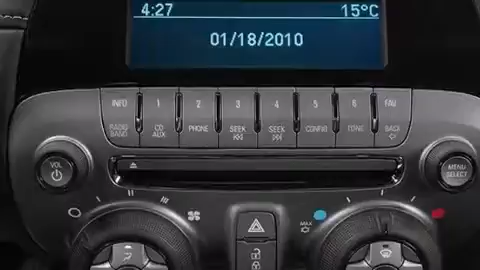 4:27 15°C
01/18/2010
INFO 1 2 3 4 5 6 FAV
RADIO BAND CD AUX PHONE SEEK SEEK CONFIG TONE BACK
VOL
MENU SELECT
MAX